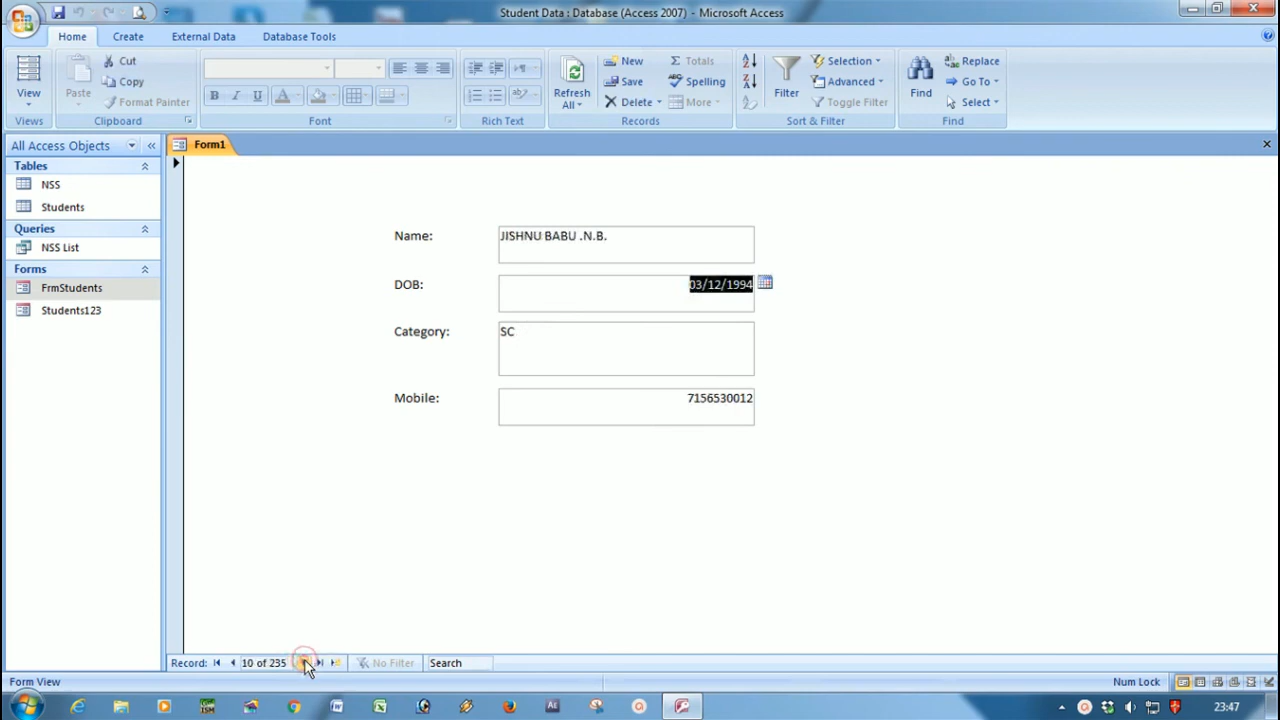 Student Data : Database (Access 2007) - Microsoft Access
Home Create External Data Database Tools
View
Views
Paste
Cut
Copy
Format Painter
Clipboard
B I U A
Font
Rich Text
Refresh All
New
Save
Delete
Totals
Spelling
More
Records
Filter
Selection
Advanced
Toggle Filter
Sort & Filter
Find
Replace
Go To
Select
Find
All Access Objects
Tables
NSS
Students
Queries
NSS List
Forms
FrmStudents
Students123
Form1
Name: JISHNU BABU .N.B.
DOB: 03/12/1994
Category: SC
Mobile: 7156530012
Record: 10 of 235 No Filter Search
Form View Num Lock
23:47